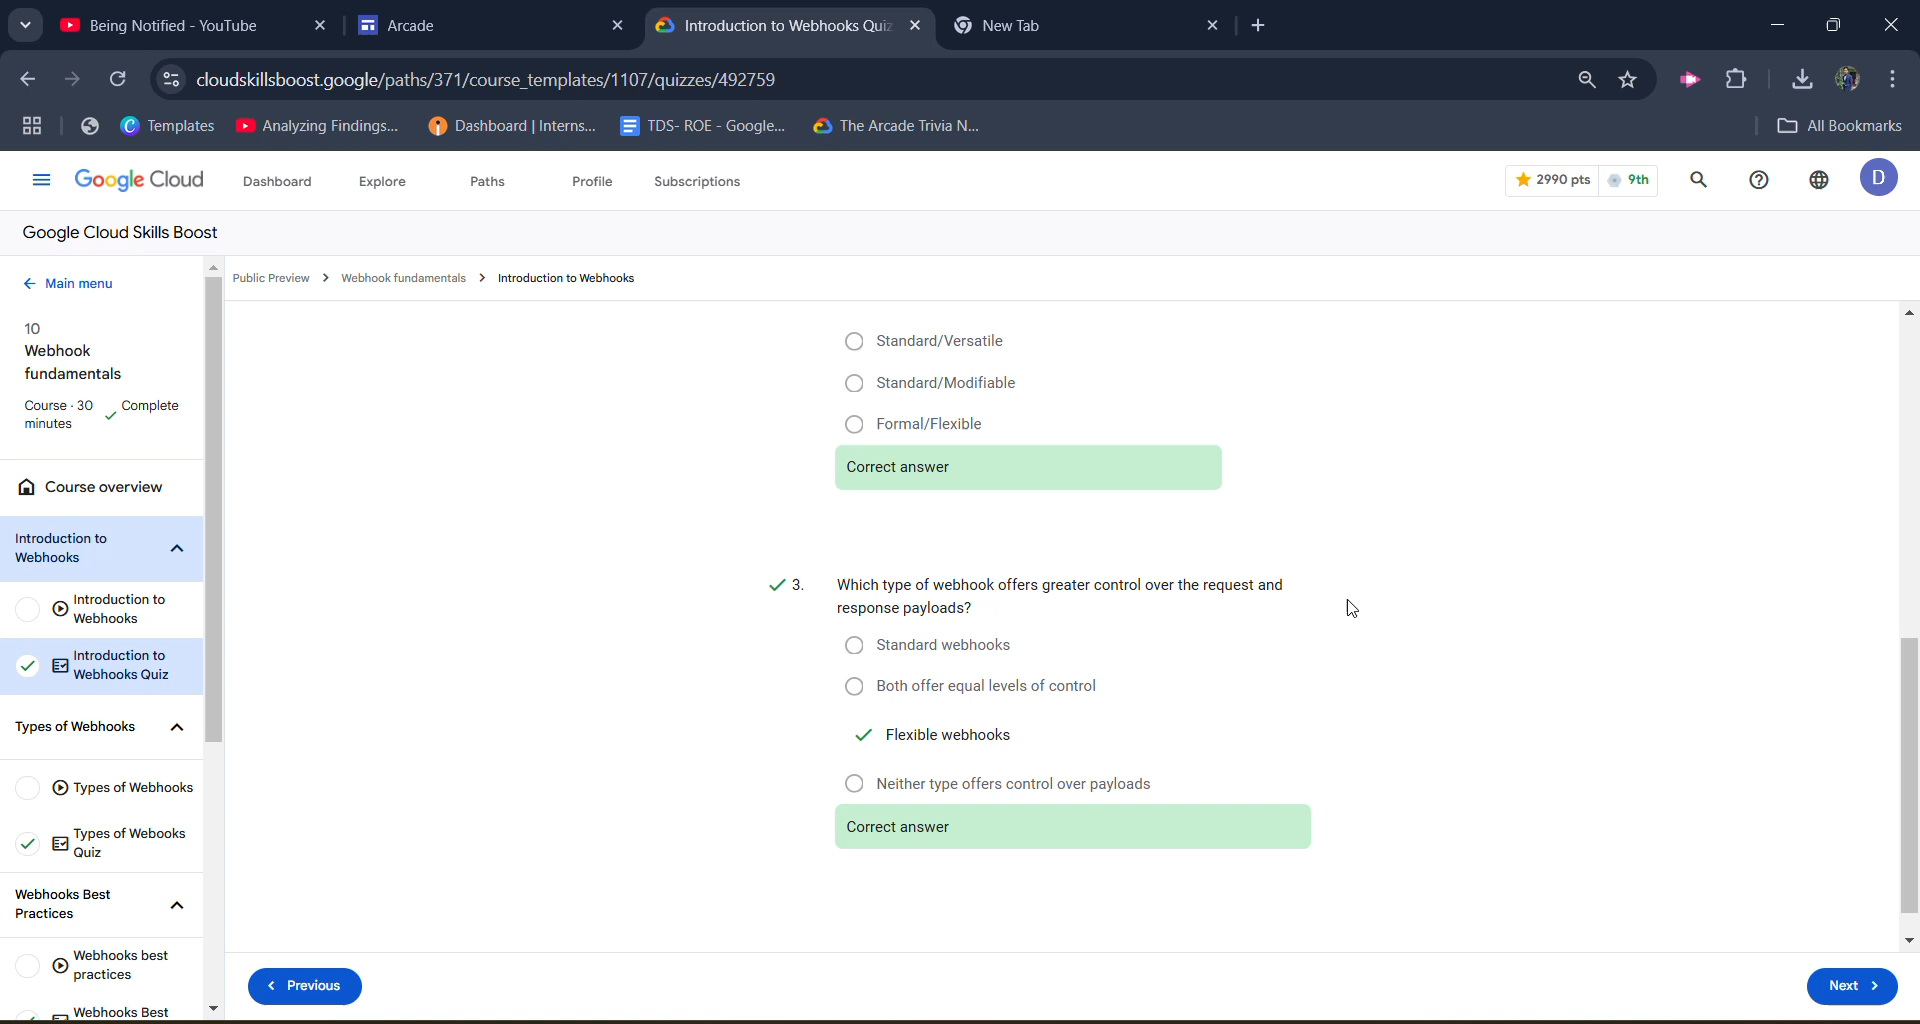 Being Notified - YouTube
Arcade
Introduction to Webhooks Quiz
New Tab
cloudskillsboost.google/paths/371/course_templates/1107/quizzes/492759
Templates
Analyzing Findings...
Dashboard | Interns...
TDS- ROE - Google...
The Arcade Trivia N...
All Bookmarks
Google Cloud
Dashboard
Explore
Paths
Profile
Subscriptions
2990 pts
9th
D
Google Cloud Skills Boost
Main menu
Public Preview > Webhook fundamentals > Introduction to Webhooks
10
Webhook
fundamentals
Course · 30
minutes
Complete
Course overview
Introduction to
Webhooks
Introduction to
Webhooks
Introduction to
Webhooks Quiz
Types of Webhooks
Types of Webhooks
Types of Webooks
Quiz
Webhooks Best
Practices
Webhooks best
practices
Webhooks Best
Standard/Versatile
Standard/Modifiable
Formal/Flexible
Correct answer
3. Which type of webhook offers greater control over the request and
response payloads?
Standard webhooks
Both offer equal levels of control
Flexible webhooks
Neither type offers control over payloads
Correct answer
Previous
Next